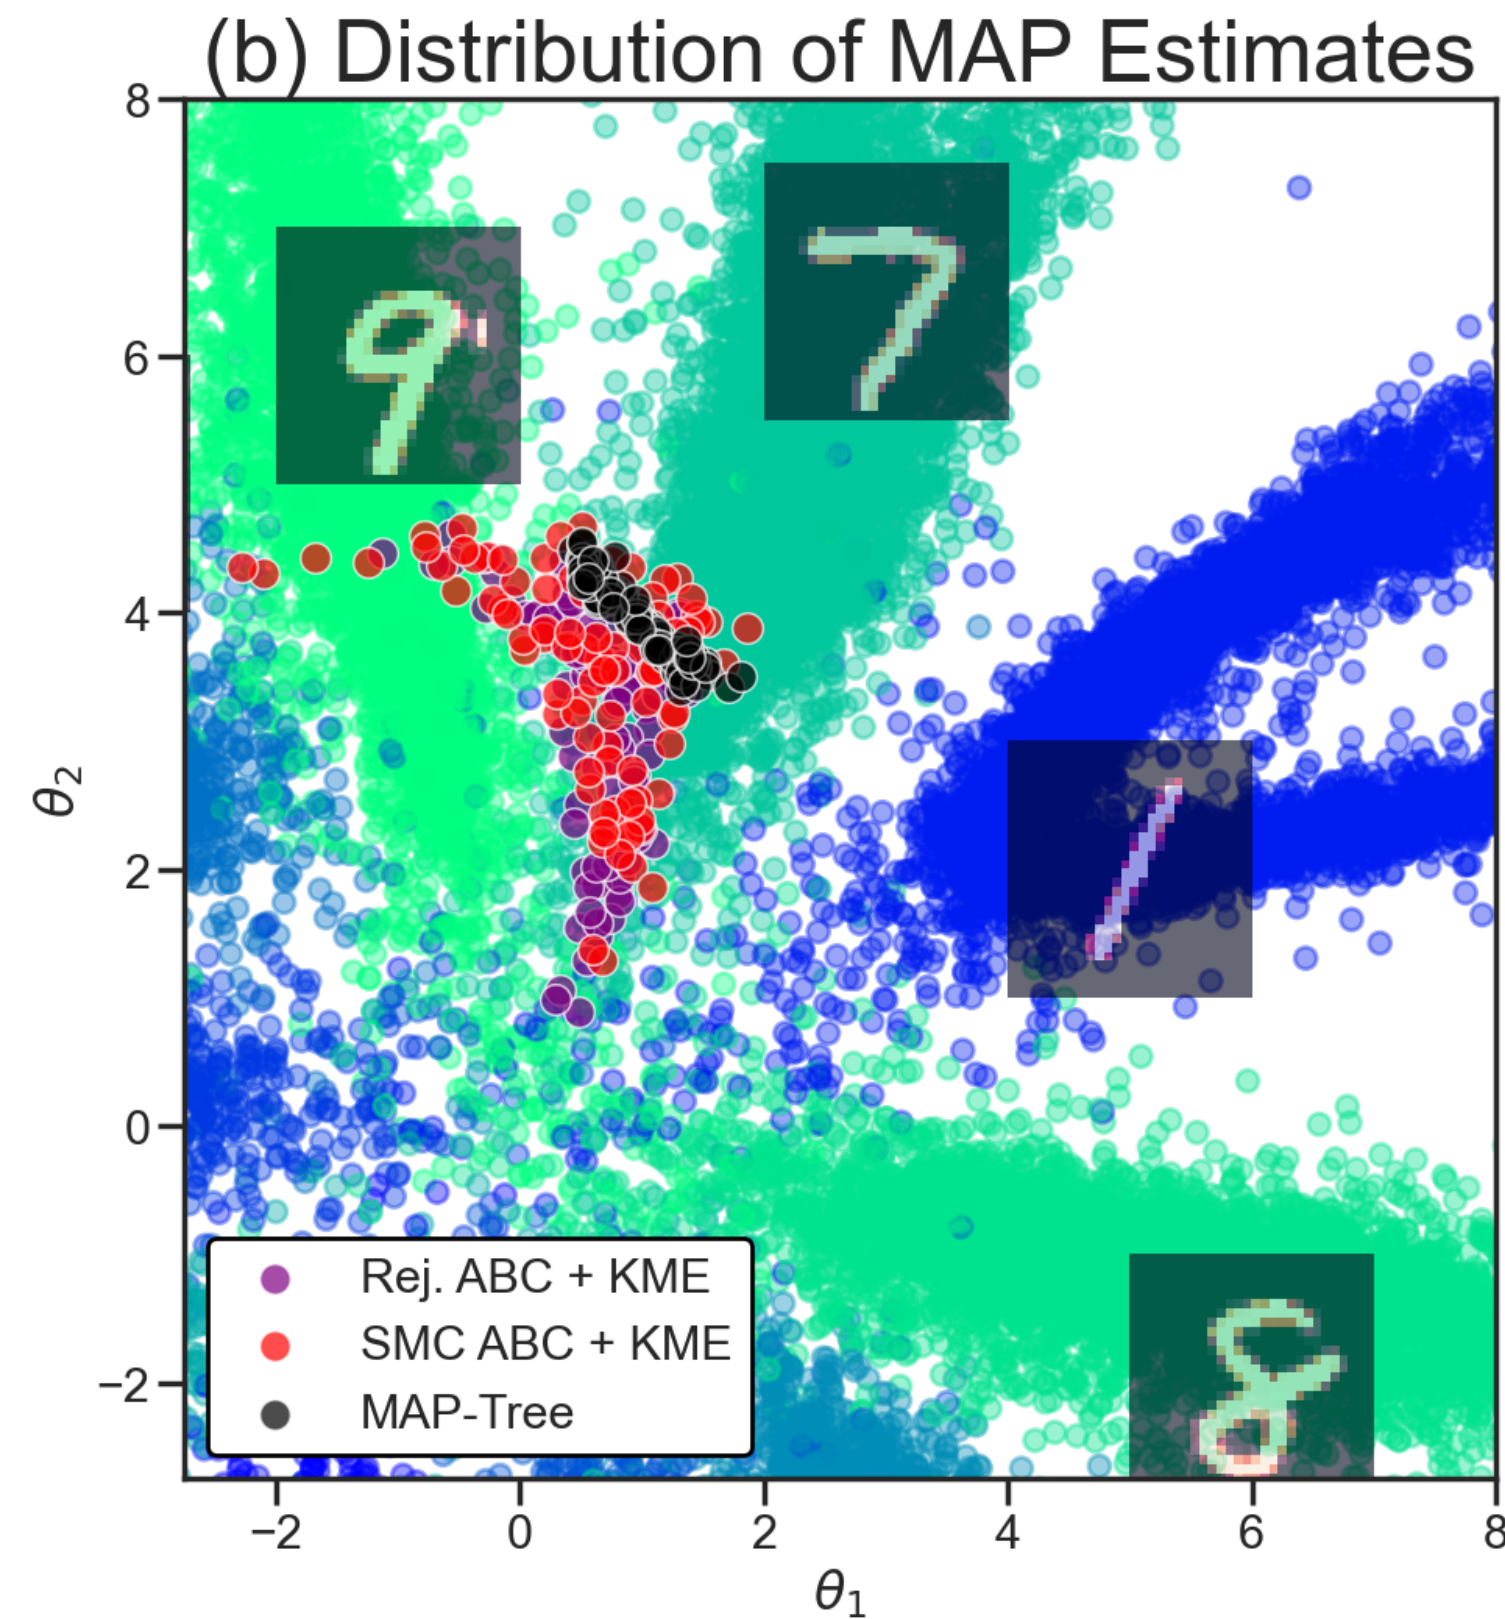 (b) Distribution of MAP Estimates
8
6
4
2
0
−2
θ2
9
7
1
8
Rej. ABC + KME
SMC ABC + KME
MAP-Tree
−2 0 2 4 6 8
θ1